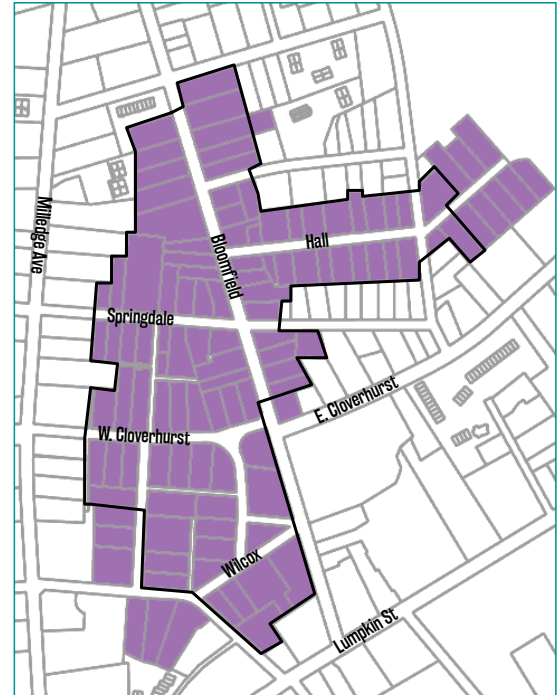 Milledge Ave
Bloomfield
Hall
Springdale
E. Cloverhurst
W. Cloverhurst
Wilcox
Lumpkin St